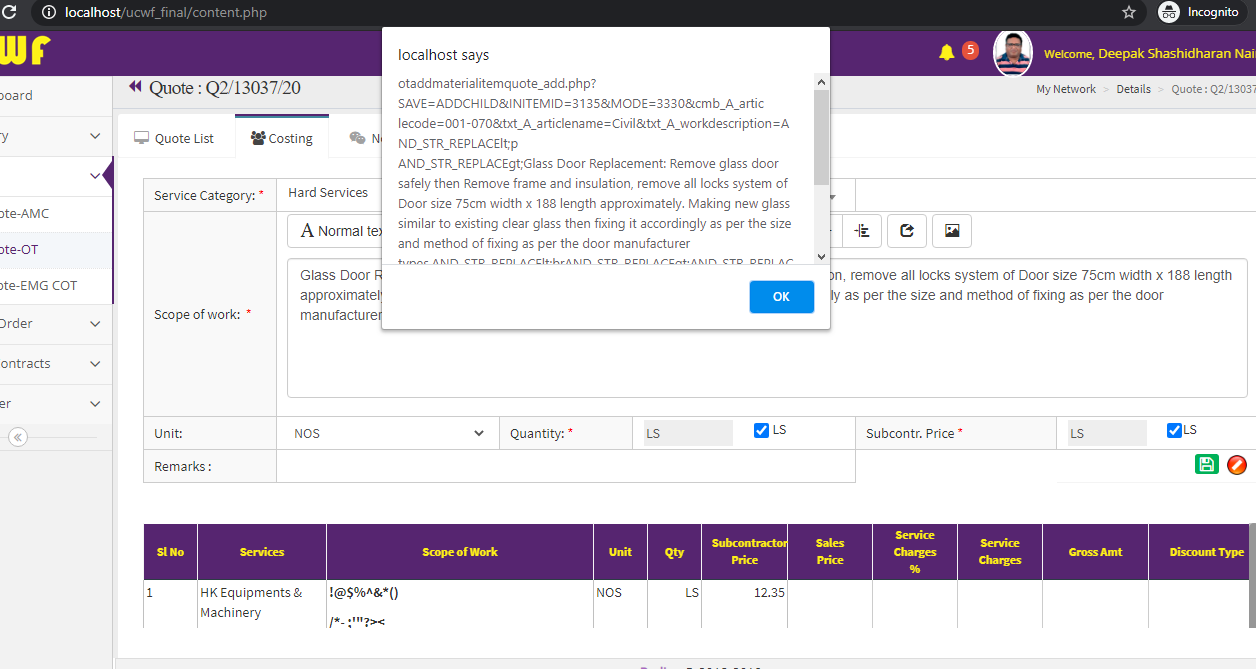 localhost/ucwf_final/content.php
Incognito
WF
5
Welcome, Deepak Shashidharan Nair
Quote : Q2/13037/20
My Network > Details > Quote : Q2/13037
Quote List
Costing
localhost says
otaddmaterialitemquote_add.php?
SAVE=ADDCHILD&INITEMID=3135&MODE=3330&cmb_A_artic
lecode=001-070&txt_A_articlename=Civil&txt_A_workdescription=A
ND_STR_REPLACElt;p
AND_STR_REPLACEgt;Glass Door Replacement: Remove glass door
safely then Remove frame and insulation, remove all locks system of
Door size 75cm width x 188 length approximately. Making new glass
similar to existing clear glass then fixing it accordingly as per the size
and method of fixing as per the door manufacturer
types.AND_STR_REPLACElt;brAND_STR_REPLACEgt;AND_STR_REPLAC
OK
board
ry
ote-AMC
ote-OT
ote-EMG COT
Order
ontracts
er
Service Category: *
Hard Services
A Normal tex
Scope of work: *
Glass Door R
on, remove all locks system of Door size 75cm width x 188 length
approximately
ly as per the size and method of fixing as per the door
manufacturer
Unit:
NOS
Quantity: *
LS
LS
Subcontr. Price *
LS
LS
Remarks :
Sl No
Services
Scope of Work
Unit
Qty
Subcontractor
Price
Sales
Price
Service
Charges
%
Service
Charges
Gross Amt
Discount Type
1
HK Equipments &
Machinery
!@$%^&*()
/*-;'"?><
NOS
LS
12.35